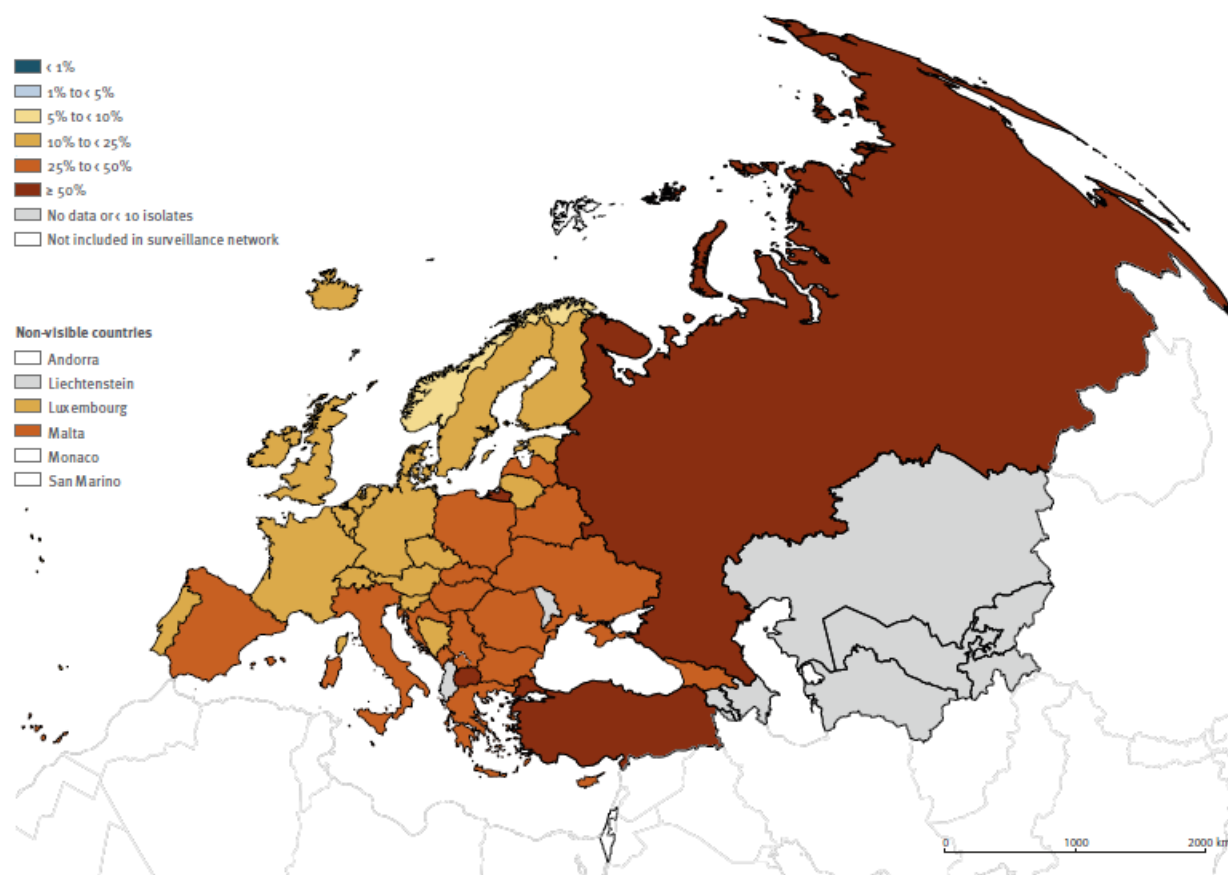 < 1%
1% to < 5%
5% to < 10%
10% to < 25%
25% to < 50%
≥ 50%
No data or < 10 isolates
Not included in surveillance network
Non-visible countries
Andorra
Liechtenstein
Luxembourg
Malta
Monaco
San Marino
0 1000 2000 km